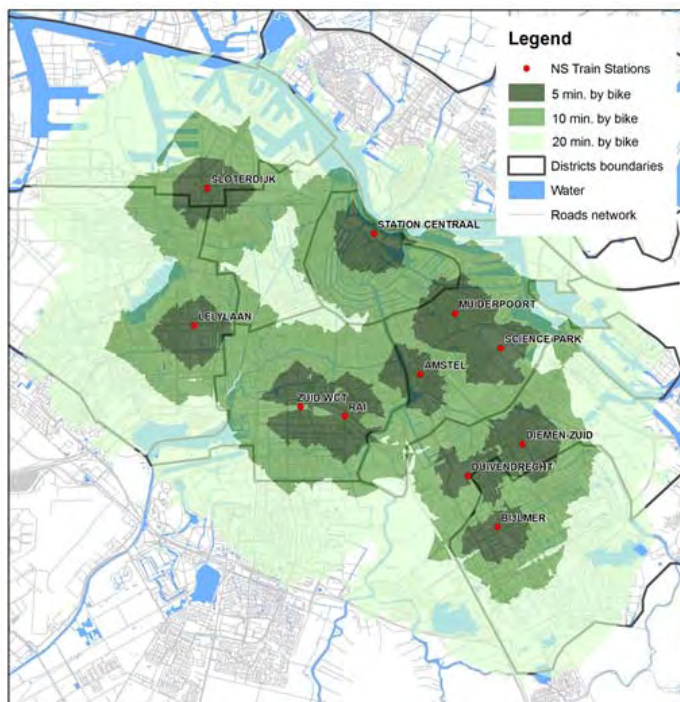 Legend
NS Train Stations
5 min. by bike
10 min. by bike
20 min. by bike
Districts boundaries
Water
Roads network
SLOTERDIJK
STATION CENTRAAL
MUIDERPOORT
LELYLAAN
SCIENCE PARK
AMSTEL
ZUID WCT
RAI
DIEMEN ZUID
DUIVENDRECHT
BIJLMER